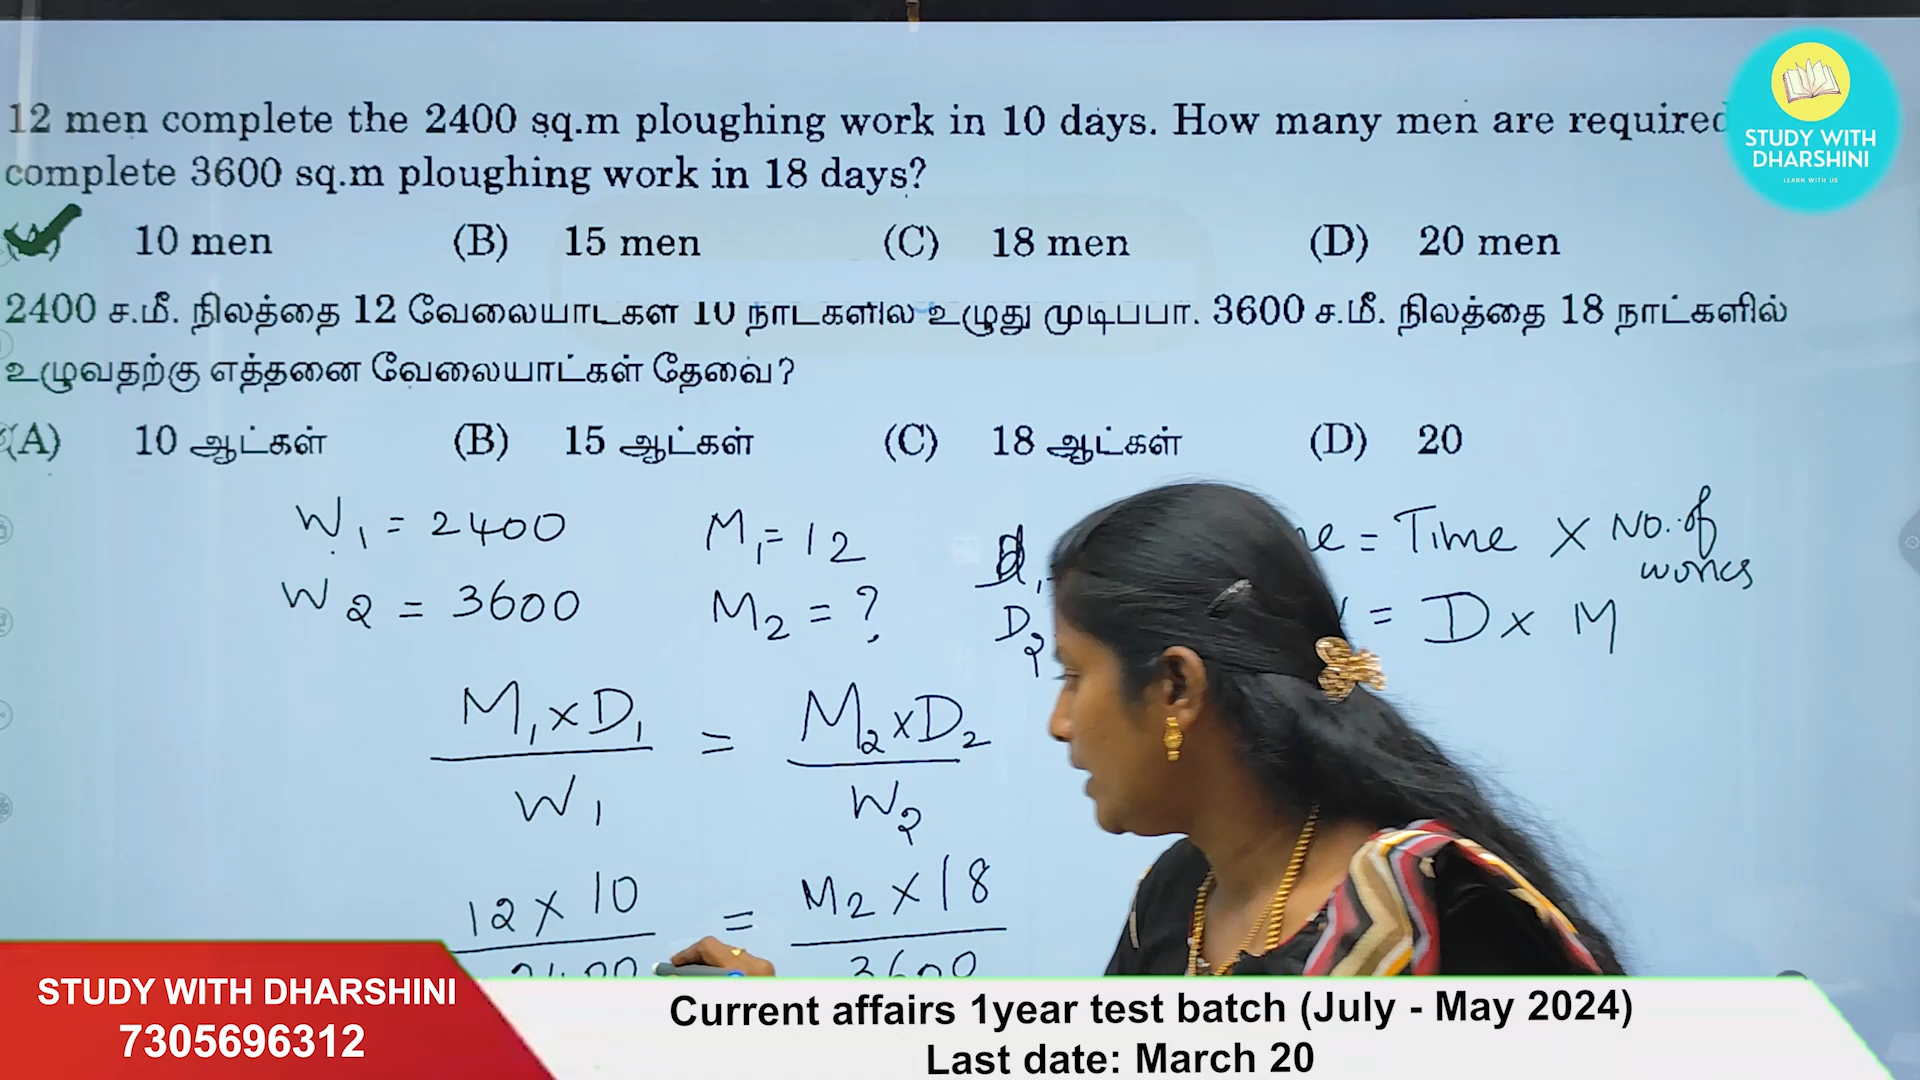 12 men complete the 2400 sq.m ploughing work in 10 days. How many men are required
complete 3600 sq.m ploughing work in 18 days?
10 men (B) 15 men (C) 18 men (D) 20 men
2400 ச.மீ. நிலத்தை 12 வேலையாட்கள் 10 நாட்களில் உழுது முடிப்பர். 3600 ச.மீ. நிலத்தை 18 நாட்களில்
உழுவதற்கு எத்தனை வேலையாட்கள் தேவை?
(A) 10 ஆட்கள் (B) 15 ஆட்கள் (C) 18 ஆட்கள் (D) 20
W1 = 2400 M1 = 12 = Time × No. of
works
W2 = 3600 M2 = ? D2 = D × M
M1 × D1 = M2 × D2
W1 W2
12 × 10 = M2 × 18
2400 3600
STUDY WITH
DHARSHINI
LEARN WITH US
STUDY WITH DHARSHINI
7305696312
Current affairs 1year test batch (July - May 2024)
Last date: March 20